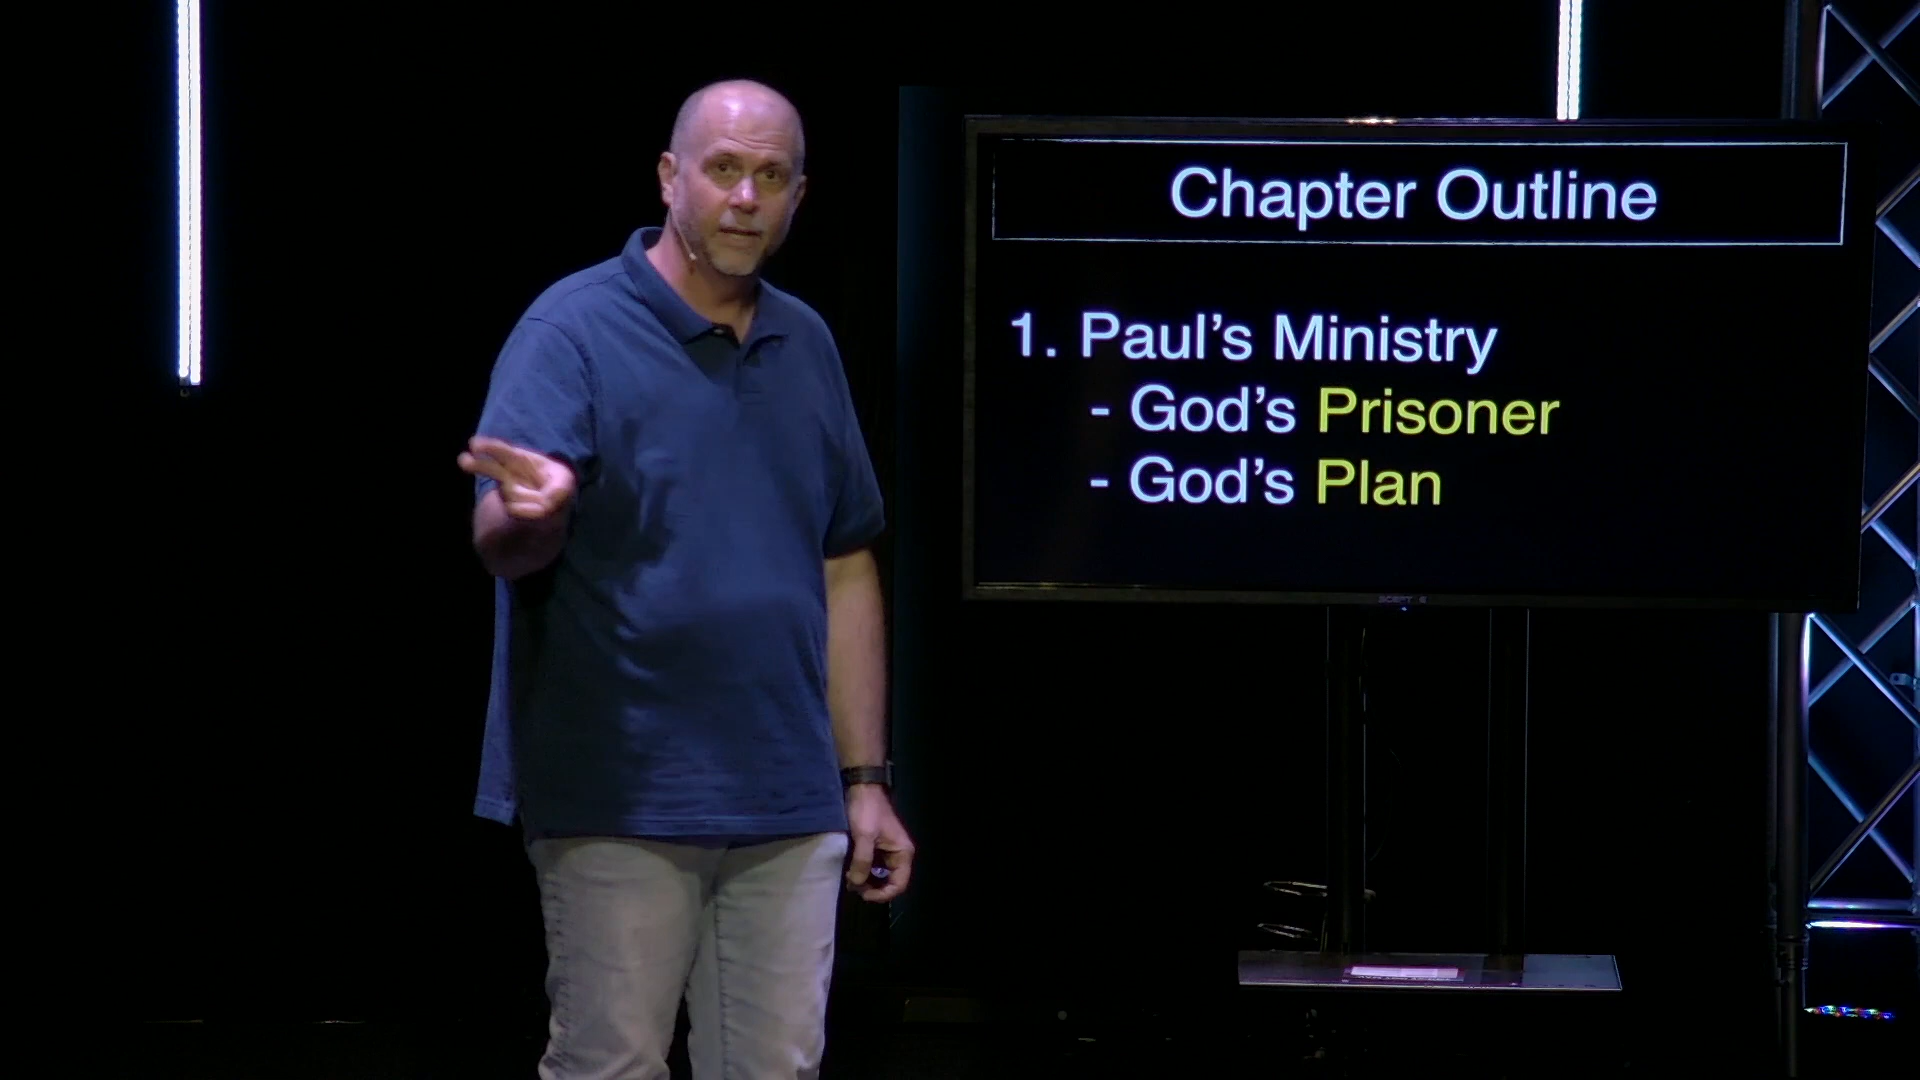 Chapter Outline
1. Paul's Ministry
- God's Prisoner
- God's Plan